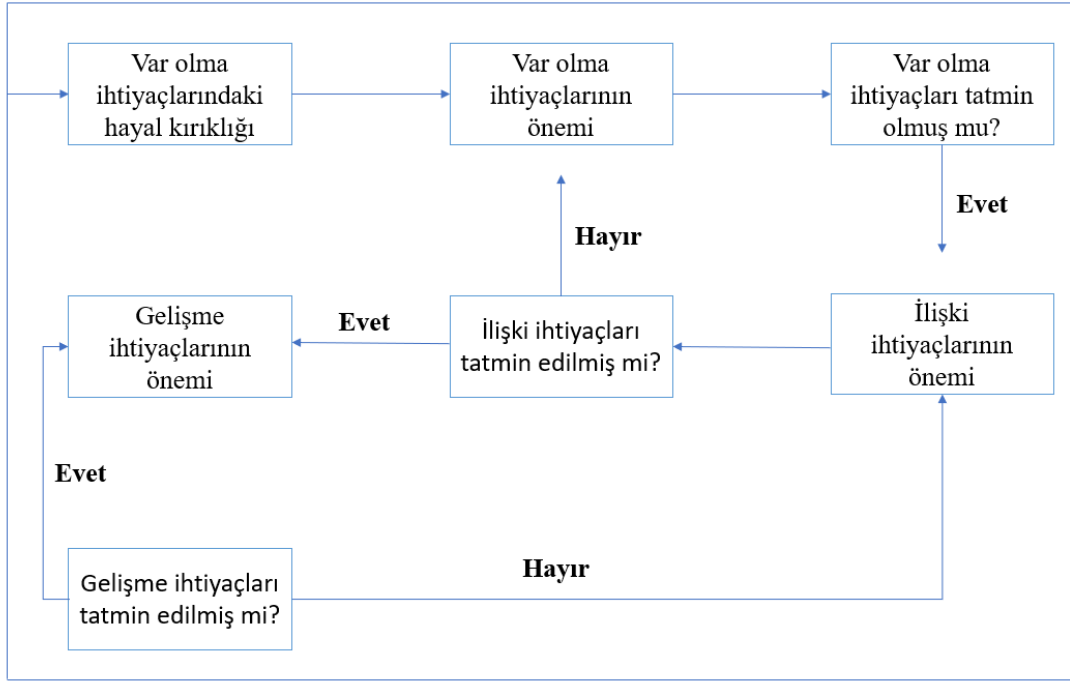 Var olma
ihtiyaçlarındaki
hayal kırıklığı
Var olma
ihtiyaçlarının
önemi
Var olma
ihtiyaçları tatmin
olmuş mu?
Evet
Hayır
Gelişme
ihtiyaçlarının
önemi
Evet
İlişki ihtiyaçları
tatmin edilmiş mi?
İlişki
ihtiyaçlarının
önemi
Evet
Gelişme ihtiyaçları
tatmin edilmiş mi?
Hayır